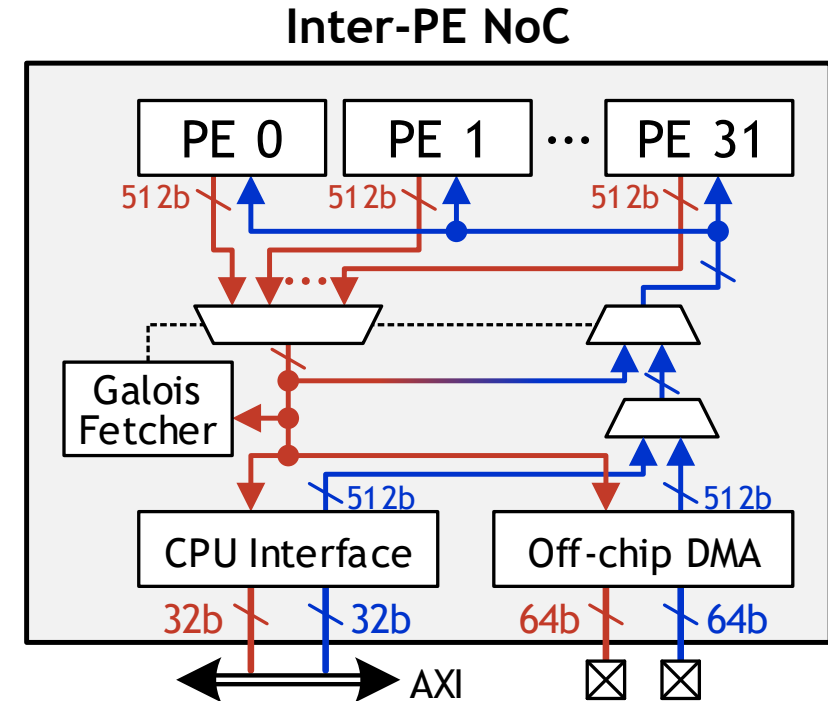 Inter-PE NoC
PE 0
PE 1
...
PE 31
512b
512b
512b
...
Galois
Fetcher
512b
512b
CPU Interface
Off-chip DMA
32b
32b
64b
64b
AXI